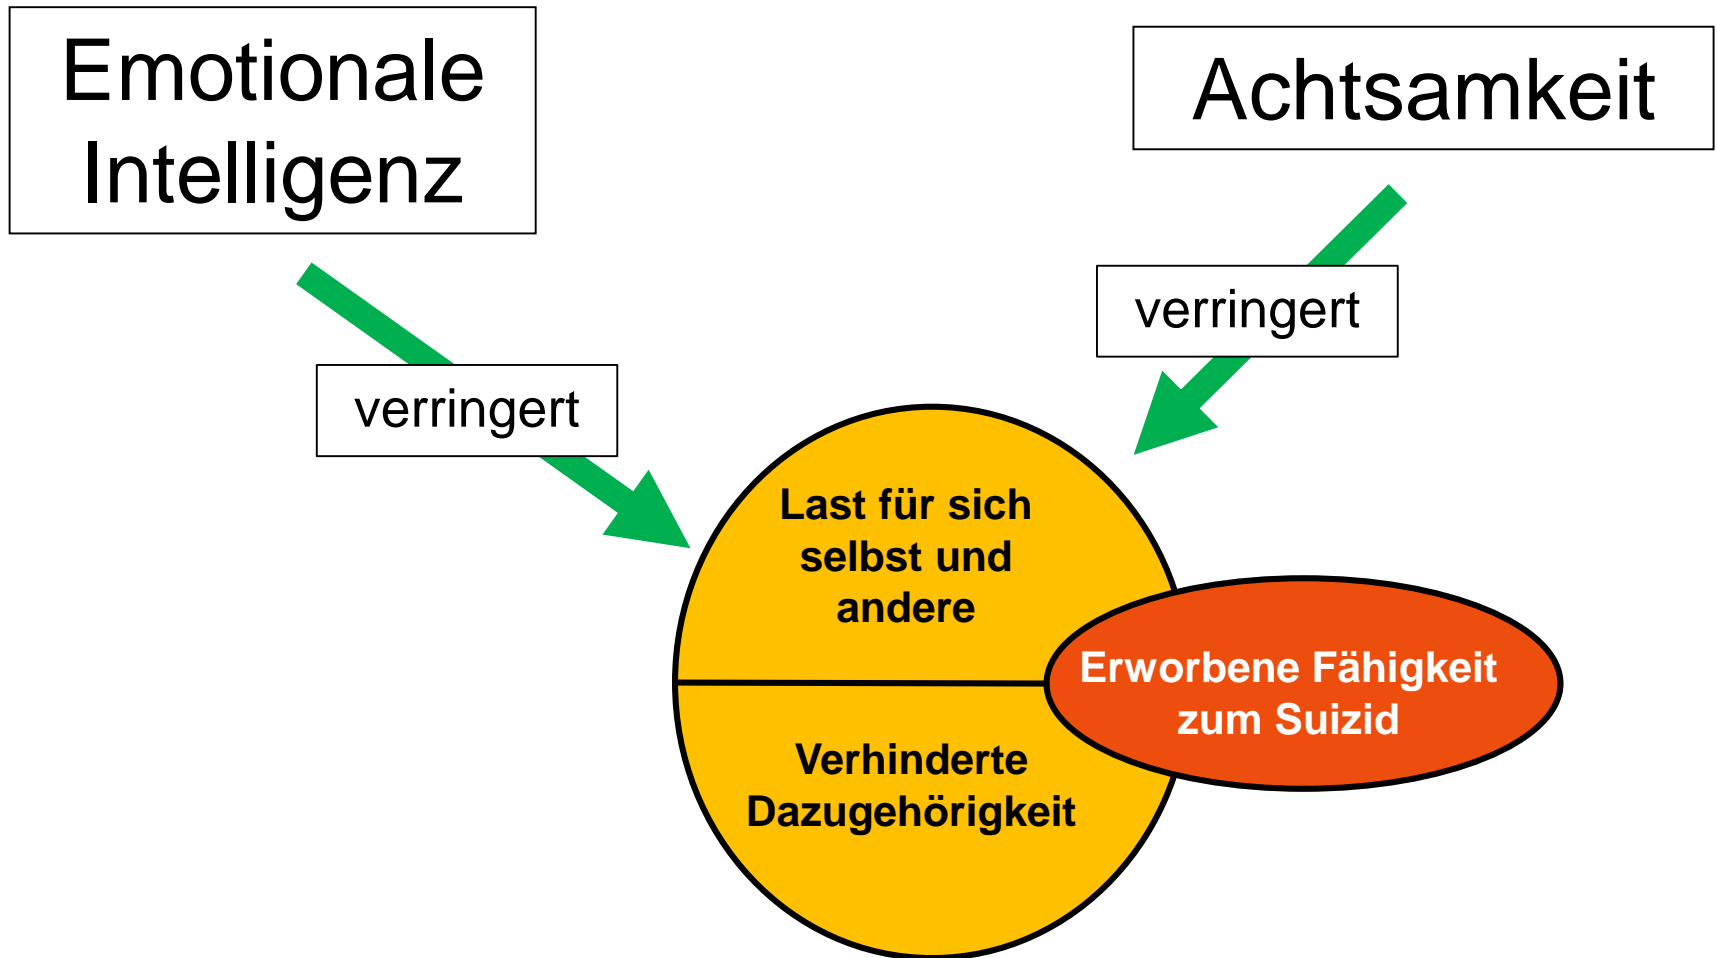 Emotionale
Intelligenz
Achtsamkeit
verringert
verringert
Last für sich
selbst und
andere
Erworbene Fähigkeit
zum Suizid
Verhinderte
Dazugehörigkeit